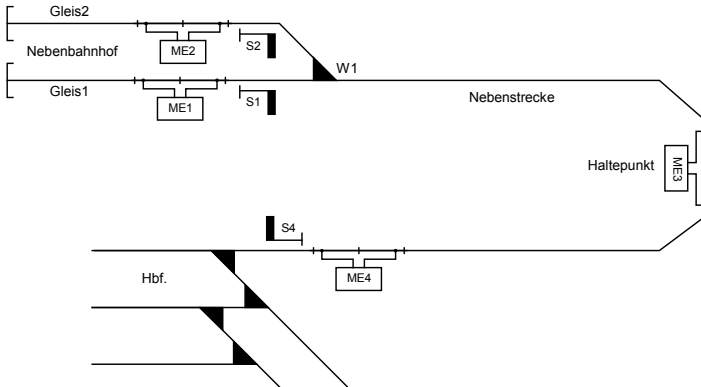 Gleis2
ME2
S2
Nebenbahnhof
W1
Gleis1
ME1
S1
Nebenstrecke
Haltepunkt
ME3
S4
Hbf.
ME4